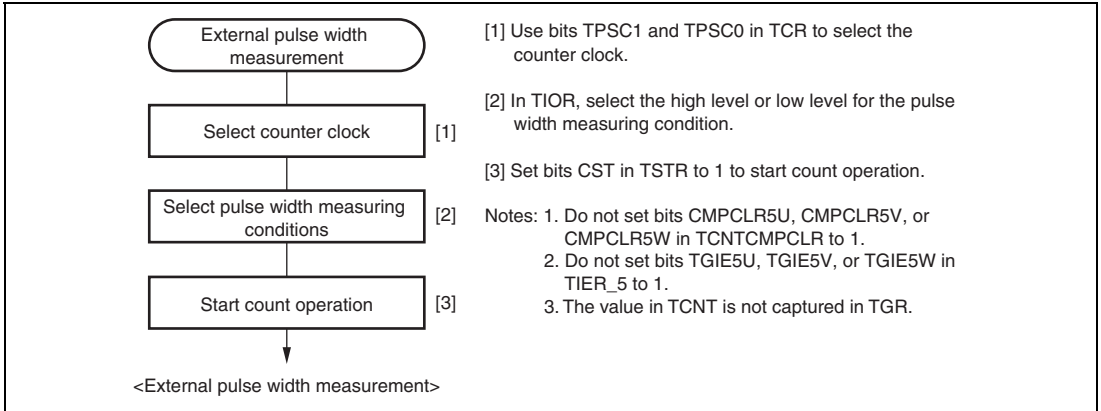 External pulse width
measurement
Select counter clock
[1]
Select pulse width measuring
conditions
[2]
Start count operation
[3]
<External pulse width measurement>
[1] Use bits TPSC1 and TPSC0 in TCR to select the
counter clock.
[2] In TIOR, select the high level or low level for the pulse
width measuring condition.
[3] Set bits CST in TSTR to 1 to start count operation.
Notes: 1. Do not set bits CMPCLR5U, CMPCLR5V, or
CMPCLR5W in TCNTCMPCLR to 1.
2. Do not set bits TGIE5U, TGIE5V, or TGIE5W in
TIER_5 to 1.
3. The value in TCNT is not captured in TGR.